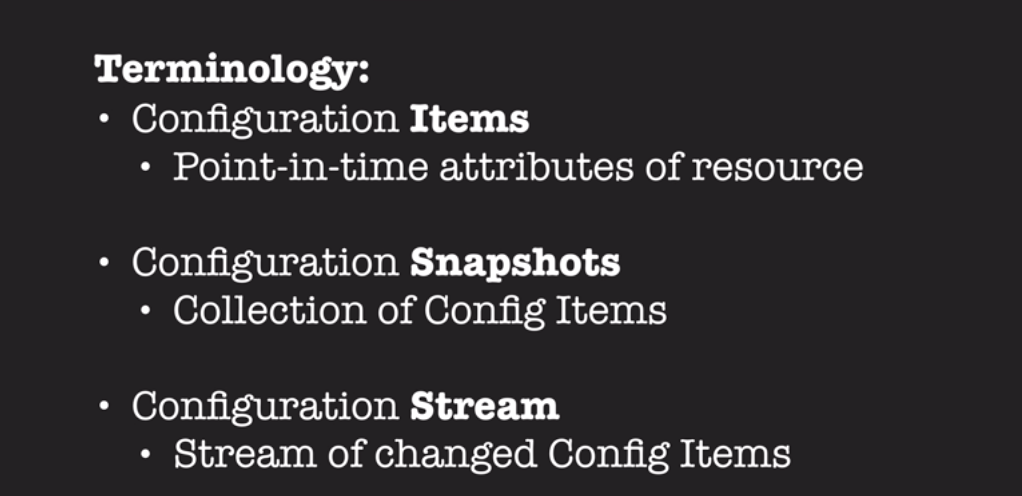 Terminology:
• Configuration Items
• Point-in-time attributes of resource
• Configuration Snapshots
• Collection of Config Items
• Configuration Stream
• Stream of changed Config Items